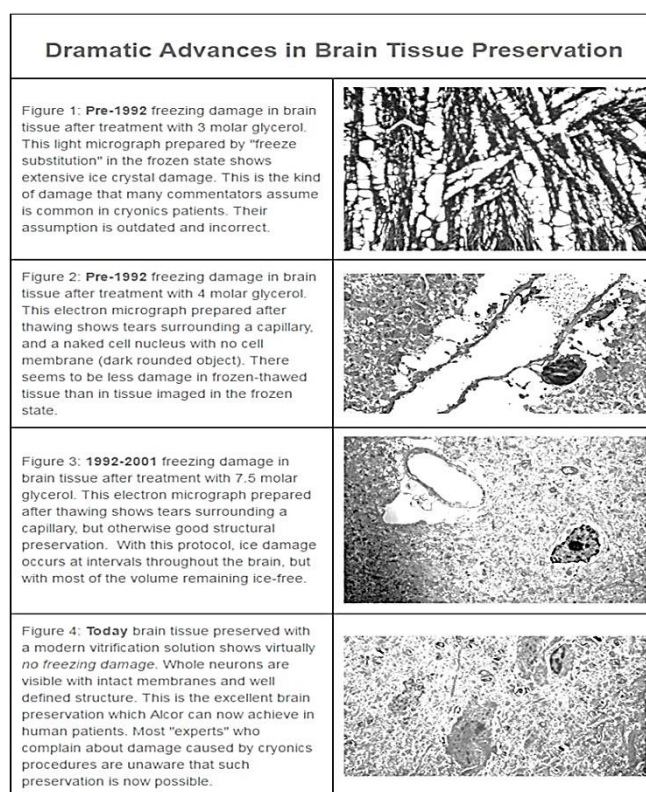 Dramatic Advances in Brain Tissue Preservation
Figure 1: Pre-1992 freezing damage in brain
tissue after treatment with 3 molar glycerol.
This light micrograph prepared by "freeze
substitution" in the frozen state shows
extensive ice crystal damage. This is the kind
of damage that many commentators assume
is common in cryonics patients. Their
assumption is outdated and incorrect.
Figure 2: Pre-1992 freezing damage in brain
tissue after treatment with 4 molar glycerol.
This electron micrograph prepared after
thawing shows tears surrounding a capillary,
and a naked cell nucleus with no cell
membrane (dark rounded object). There
seems to be less damage in frozen-thawed
tissue than in tissue imaged in the frozen
state.
Figure 3: 1992-2001 freezing damage in
brain tissue after treatment with 7.5 molar
glycerol. This electron micrograph prepared
after thawing shows tears surrounding a
capillary, but otherwise good structural
preservation. With this protocol, ice damage
occurs at intervals throughout the brain, but
with most of the volume remaining ice-free.
Figure 4: Today brain tissue preserved with
a modern vitrification solution shows virtually
no freezing damage. Whole neurons are
visible with intact membranes and well
defined structure. This is the excellent brain
preservation which Alcor can now achieve in
human patients. Most "experts" who
complain about damage caused by cryonics
procedures are unaware that such
preservation is now possible.